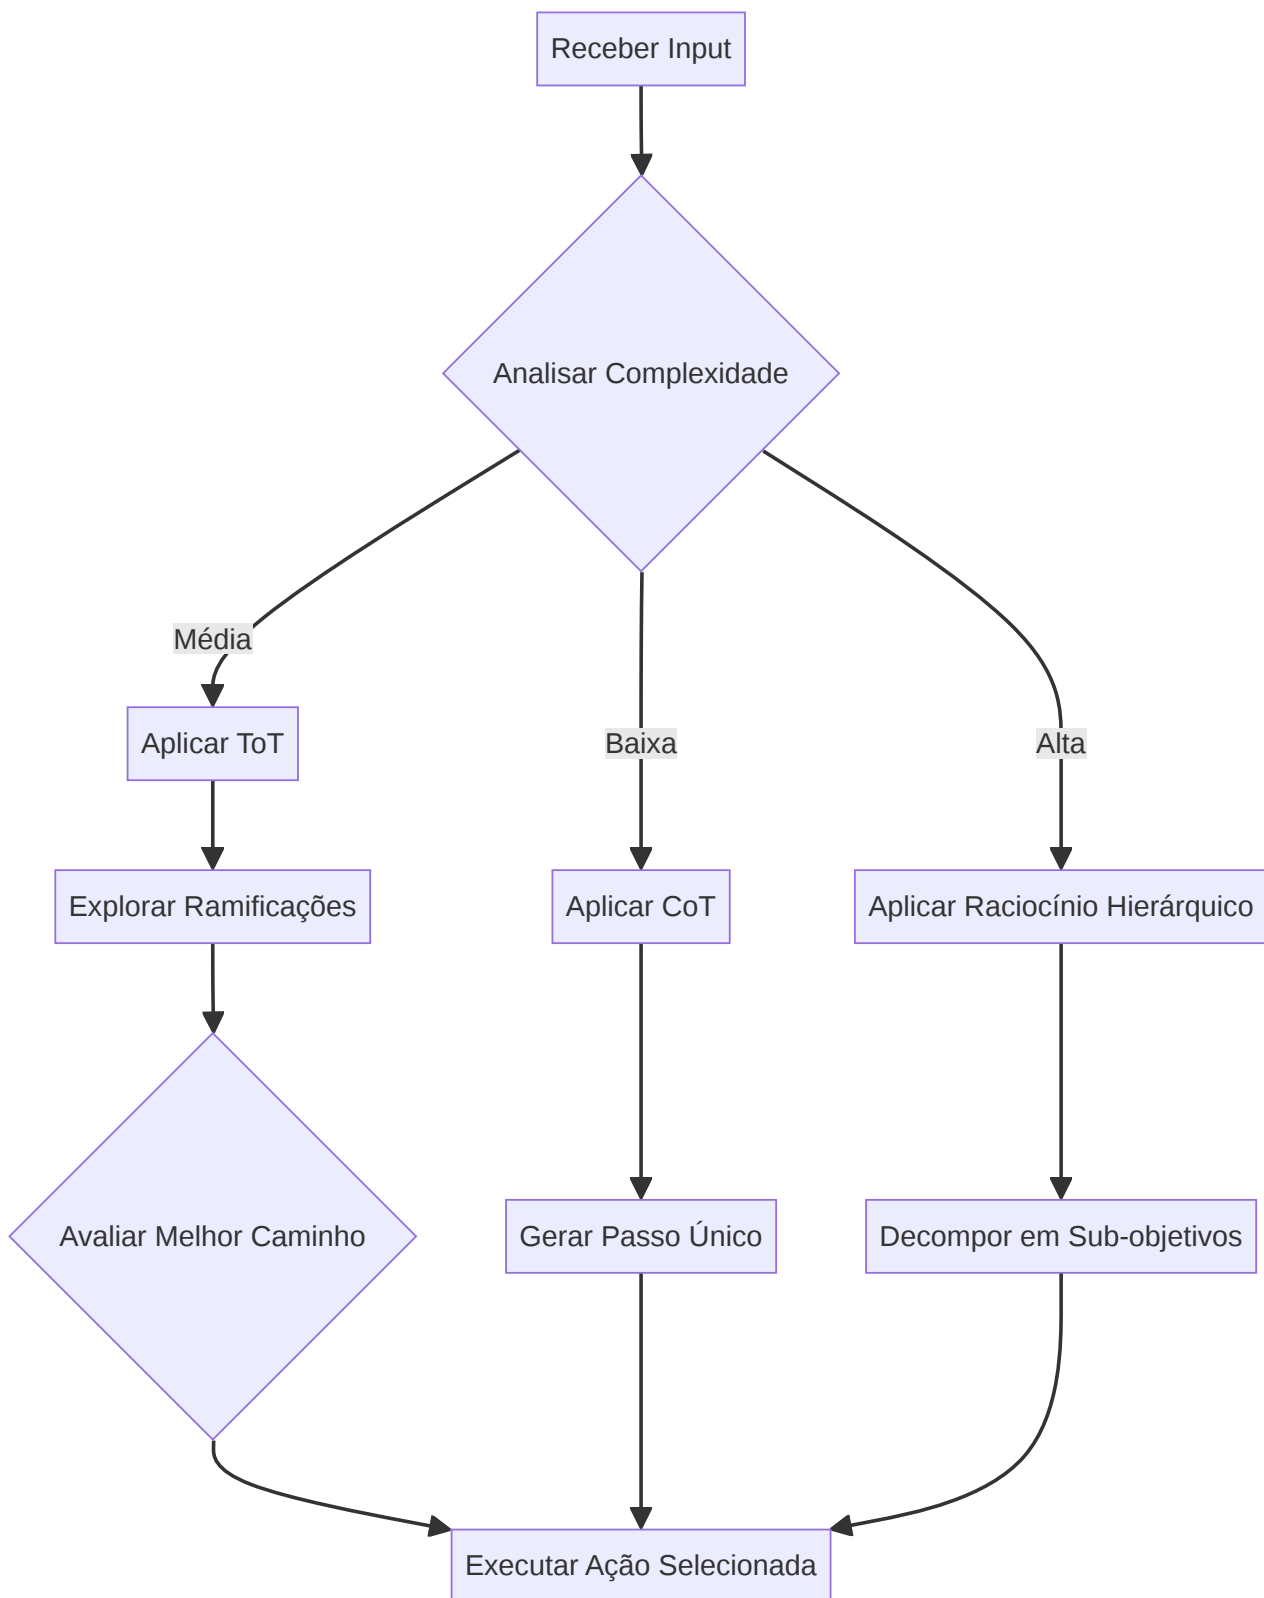 Receber Input
Analisar Complexidade
Média
Baixa
Alta
Aplicar ToT
Explorar Ramificações
Aplicar CoT
Aplicar Raciocínio Hierárquico
Avaliar Melhor Caminho
Gerar Passo Único
Decompor em Sub-objetivos
Executar Ação Selecionada